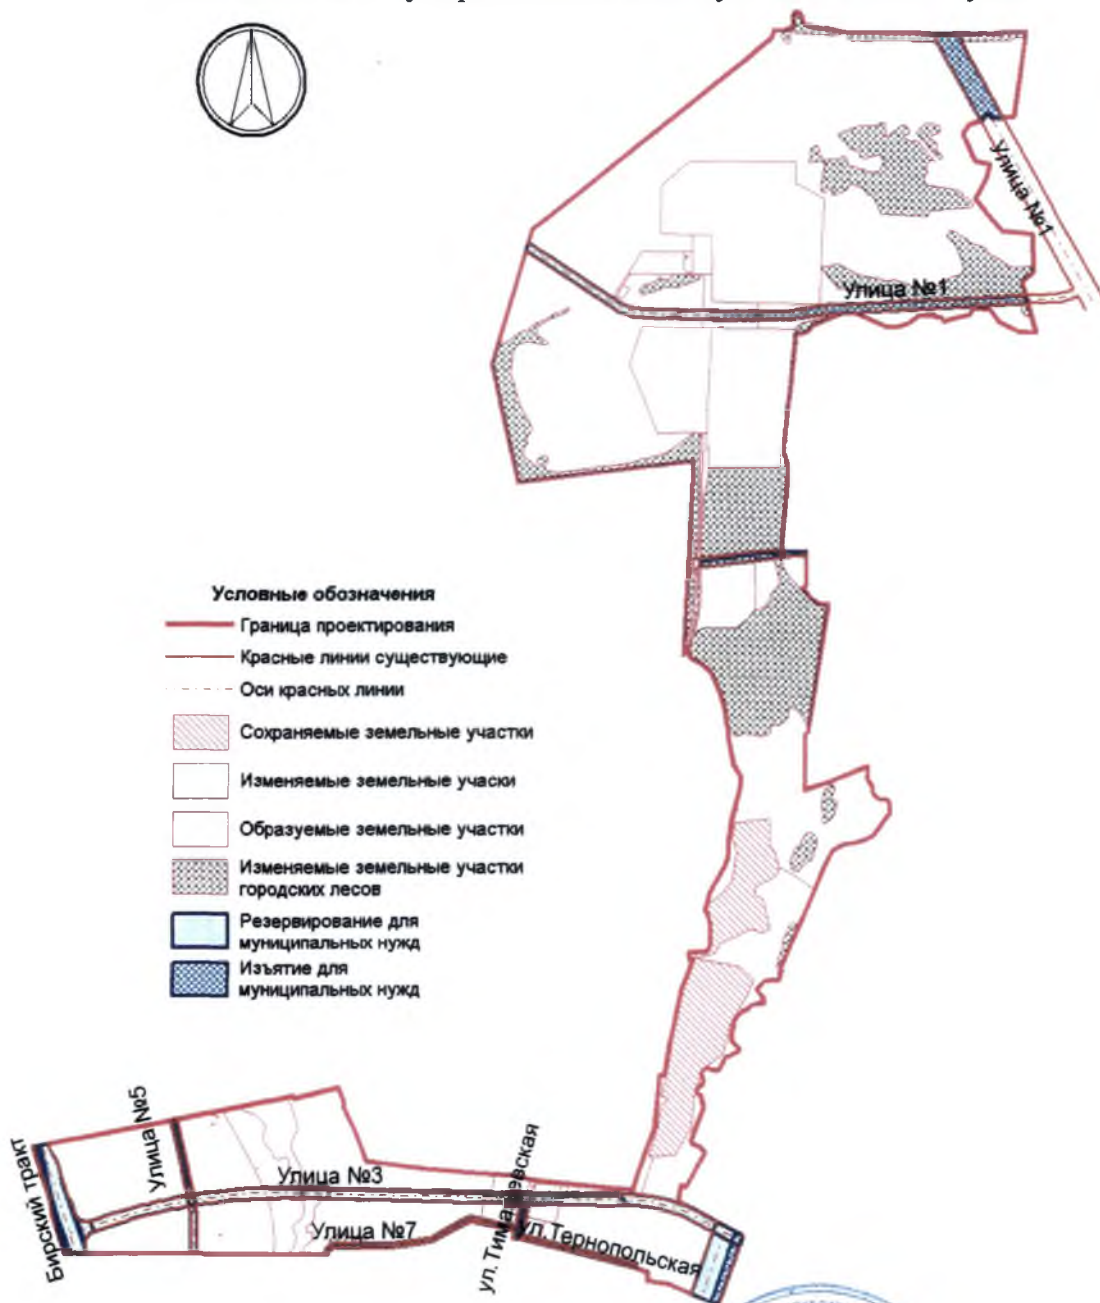 Улица №1
Улица №1
Условные обозначения
Граница проектирования
Красные линии существующие
Оси красных линии
Сохраняемые земельные участки
Изменяемые земельные учаски
Образуемые земельные участки
Изменяемые земельные участки
городских лесов
Резервирование для
муниципальных нужд
Изъятие для
муниципальных нужд
Бирский тракт
Улица №5
Улица №3
Улица №7
ул.Тернопольская